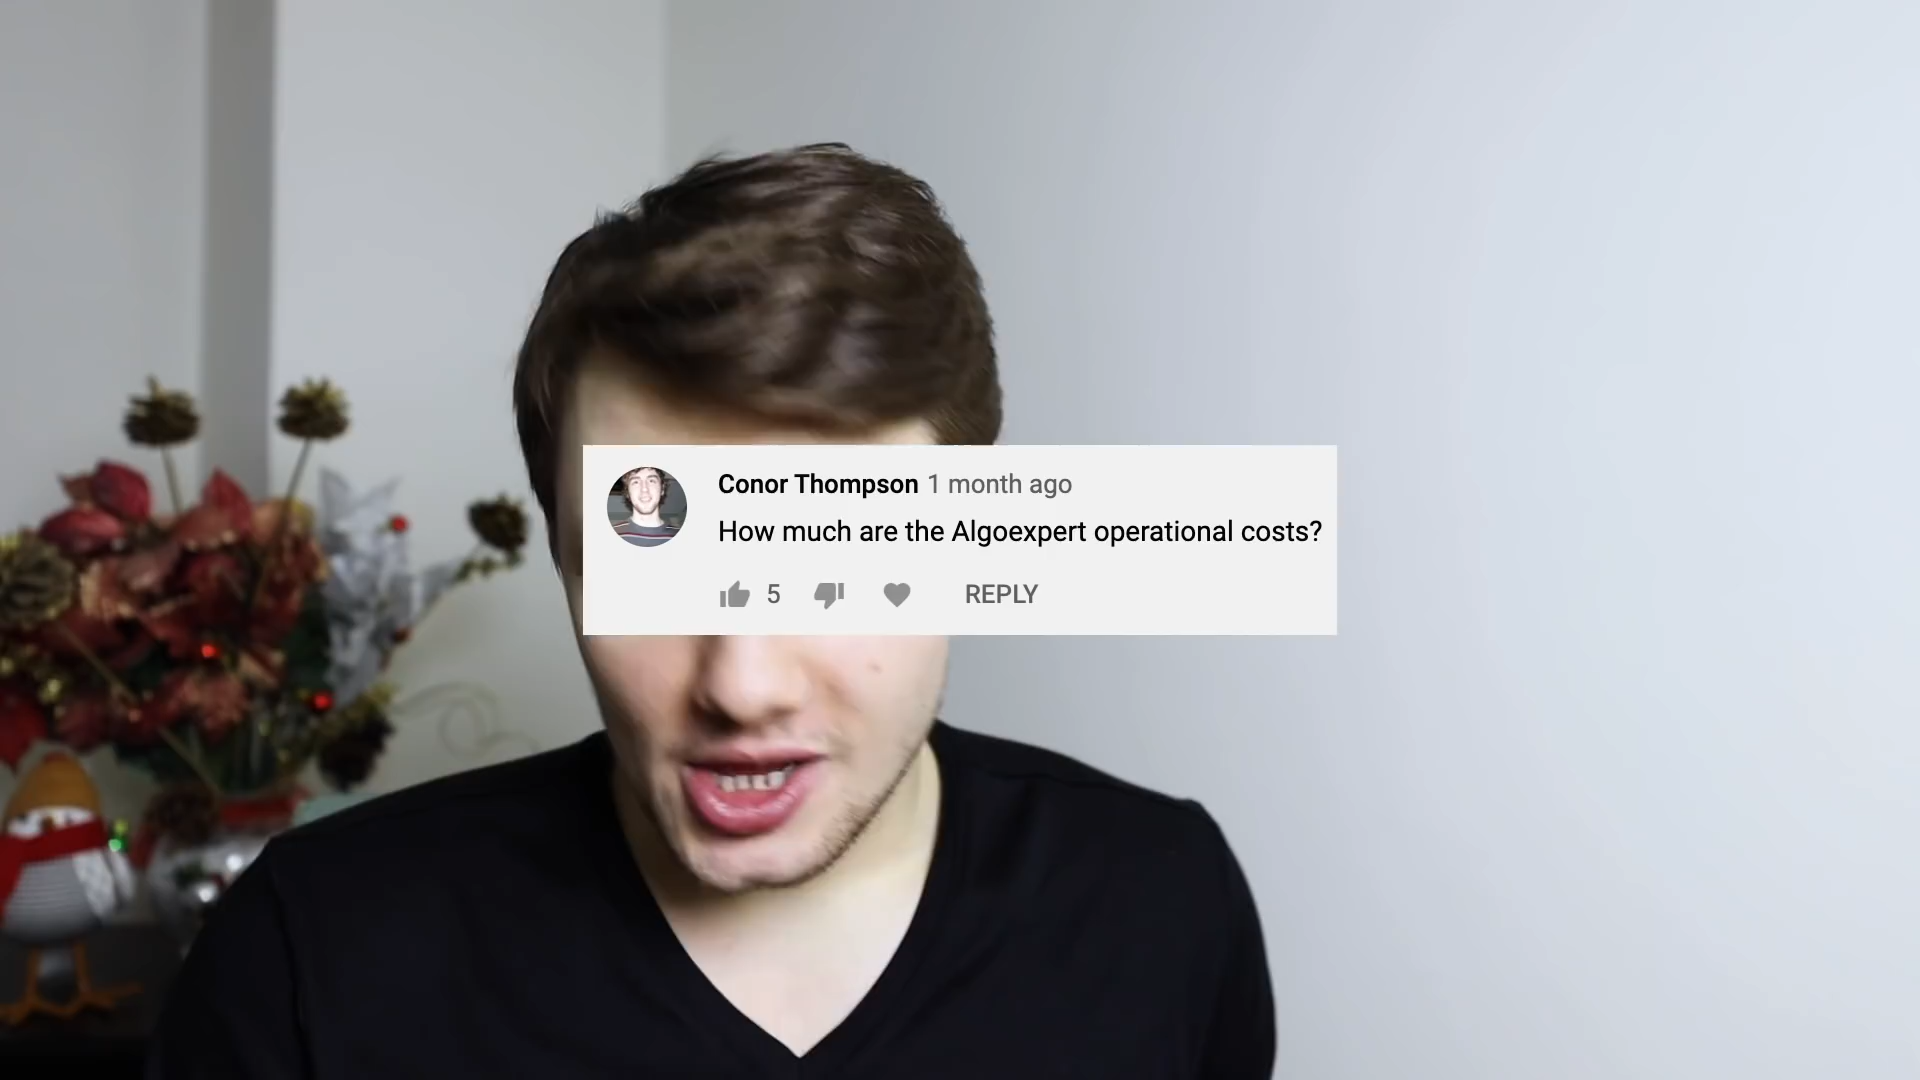 Conor Thompson 1 month ago
How much are the Algoexpert operational costs?
5 REPLY